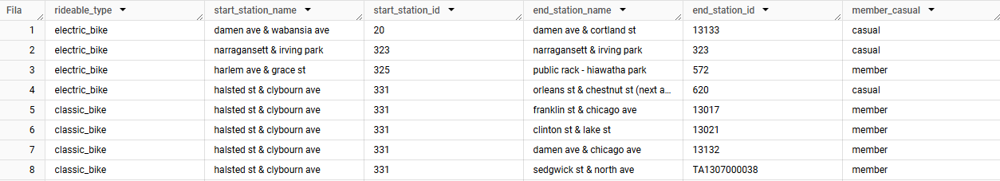 Fila rideable_type start_station_name start_station_id end_station_name end_station_id member_casual
1 electric_bike damen ave & wabansia ave 20 damen ave & cortland st 13133 casual
2 electric_bike narragansett & irving park 323 narragansett & irving park 323 casual
3 electric_bike harlem ave & grace st 325 public rack - hiawatha park 572 member
4 electric_bike halsted st & clybourn ave 331 orleans st & chestnut st (next a... 620 casual
5 classic_bike halsted st & clybourn ave 331 franklin st & chicago ave 13017 member
6 classic_bike halsted st & clybourn ave 331 clinton st & lake st 13021 member
7 classic_bike halsted st & clybourn ave 331 damen ave & chicago ave 13132 member
8 classic_bike halsted st & clybourn ave 331 sedgwick st & north ave TA1307000038 member